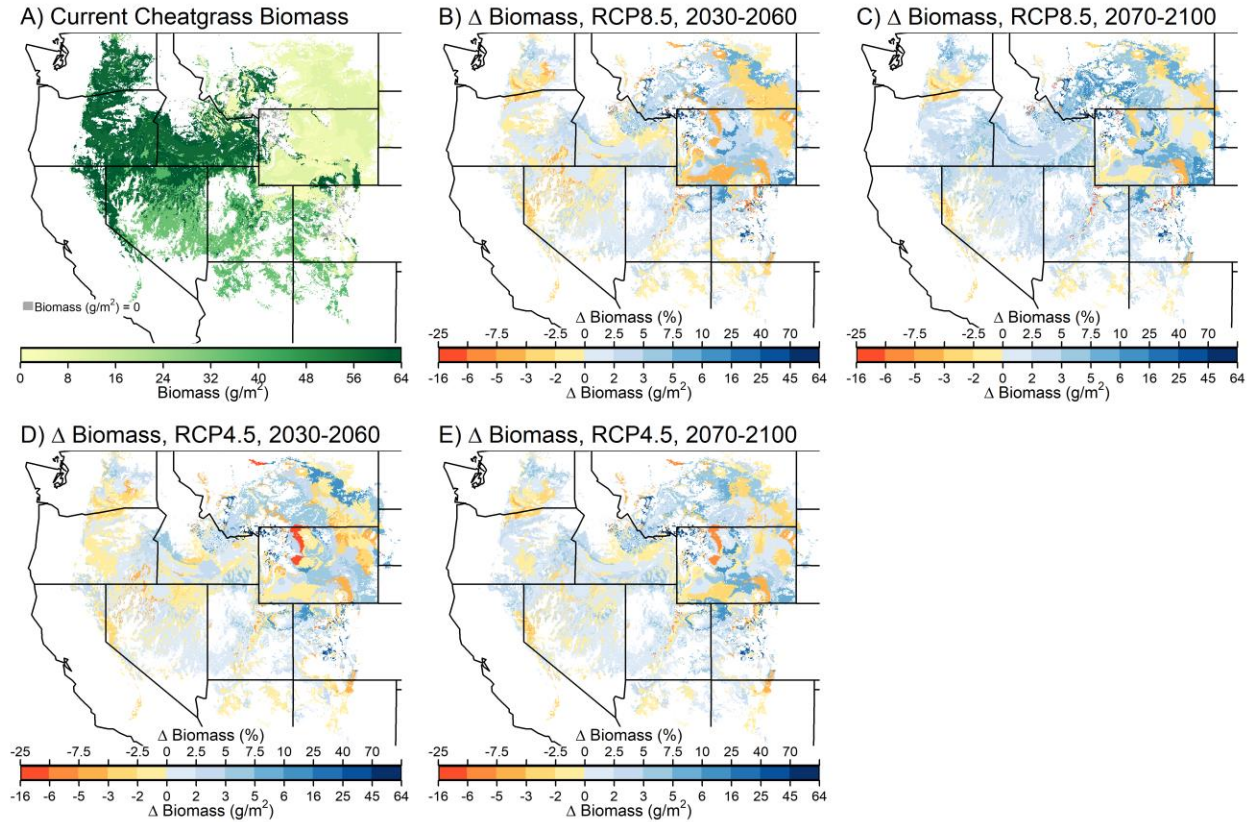 A) Current Cheatgrass Biomass
Biomass (g/m²) = 0
0 8 16 24 32 40 48 56 64
Biomass (g/m²)
B) Δ Biomass, RCP8.5, 2030-2060
Δ Biomass (%)
-25 -7.5 -2.5 0 2.5 5 7.5 10 20 40 70
-16 -6 -5 -3 -2 0 2 3 5 6 16 25 45 64
Δ Biomass (g/m²)
C) Δ Biomass, RCP8.5, 2070-2100
Δ Biomass (%)
-25 -7.5 -2.5 0 2.5 5 7.5 10 20 40 70
-16 -6 -5 -3 -2 0 2 3 5 6 16 25 45 64
Δ Biomass (g/m²)
D) Δ Biomass, RCP4.5, 2030-2060
Δ Biomass (%)
-25 -7.5 -2.5 0 2.5 5 7.5 10 20 40 70
-16 -6 -5 -3 -2 0 2 3 5 6 16 25 45 64
Δ Biomass (g/m²)
E) Δ Biomass, RCP4.5, 2070-2100
Δ Biomass (%)
-25 -7.5 -2.5 0 2.5 5 7.5 10 20 40 70
-16 -6 -5 -3 -2 0 2 3 5 6 16 25 45 64
Δ Biomass (g/m²)